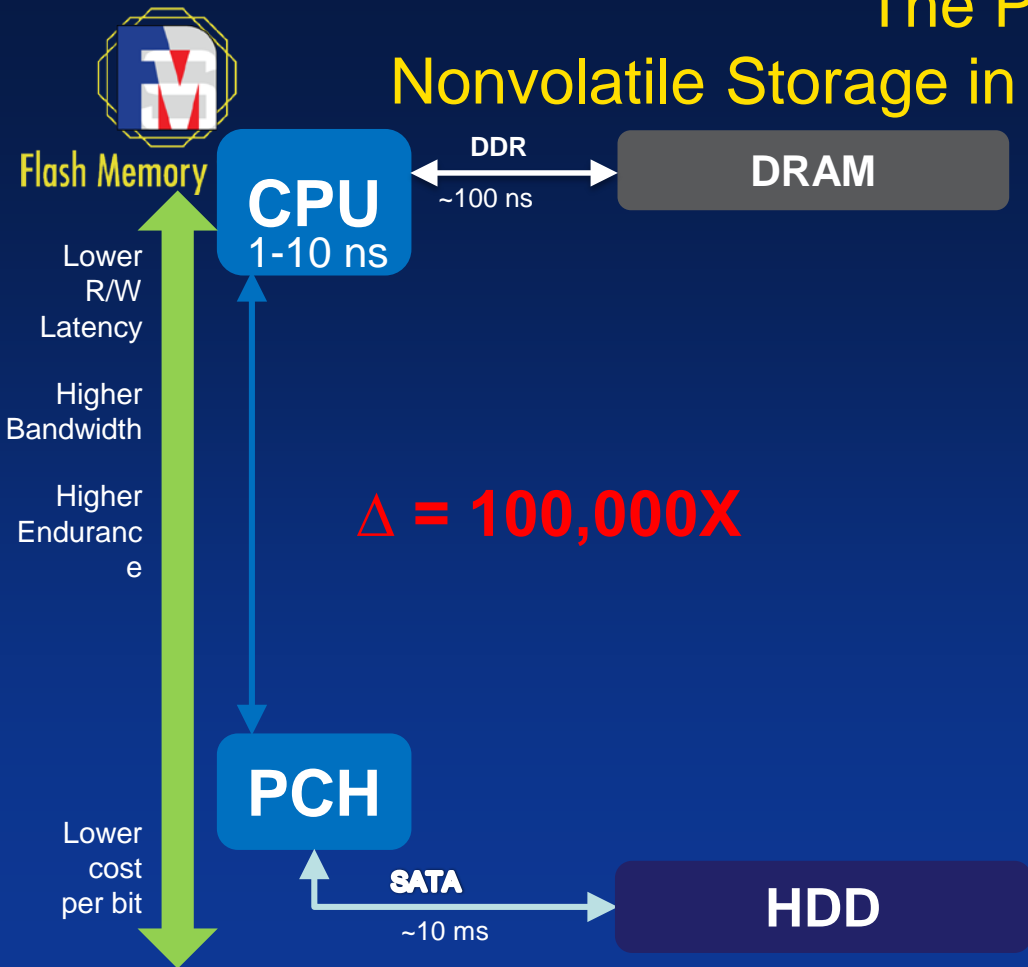 The P
Nonvolatile Storage in
Flash Memory
CPU
1-10 ns
DDR
~100 ns
DRAM
Lower
R/W
Latency
Higher
Bandwidth
Higher
Enduranc
e
Δ = 100,000X
PCH
Lower
cost
per bit
SATA
~10 ms
HDD